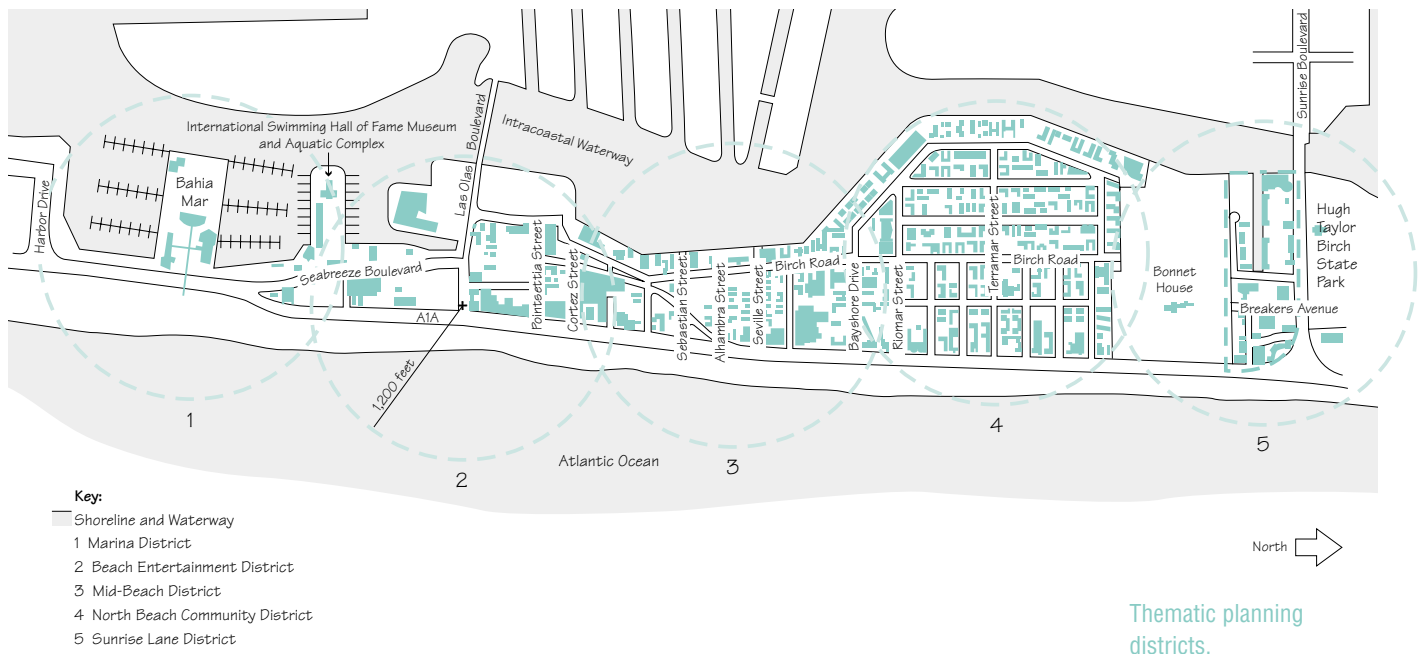 International Swimming Hall of Fame Museum
and Aquatic Complex
Harbor Drive
Bahia
Mar
Seabreeze Boulevard
Las Olas Boulevard
Intracoastal Waterway
A1A
1,200 feet
Pointsettia Street
Cortez Street
Sebastian Street
Alhambra Street
Seville Street
Birch Road
Bayshore Drive
Riomar Street
Terramar Street
Birch Road
Bonnet
House
Sunrise Boulevard
Hugh
Taylor
Birch
State
Park
Breakers Avenue
1
2
3
4
5
Atlantic Ocean
Key:
Shoreline and Waterway
1 Marina District
2 Beach Entertainment District
3 Mid-Beach District
4 North Beach Community District
5 Sunrise Lane District
North
Thematic planning
districts.